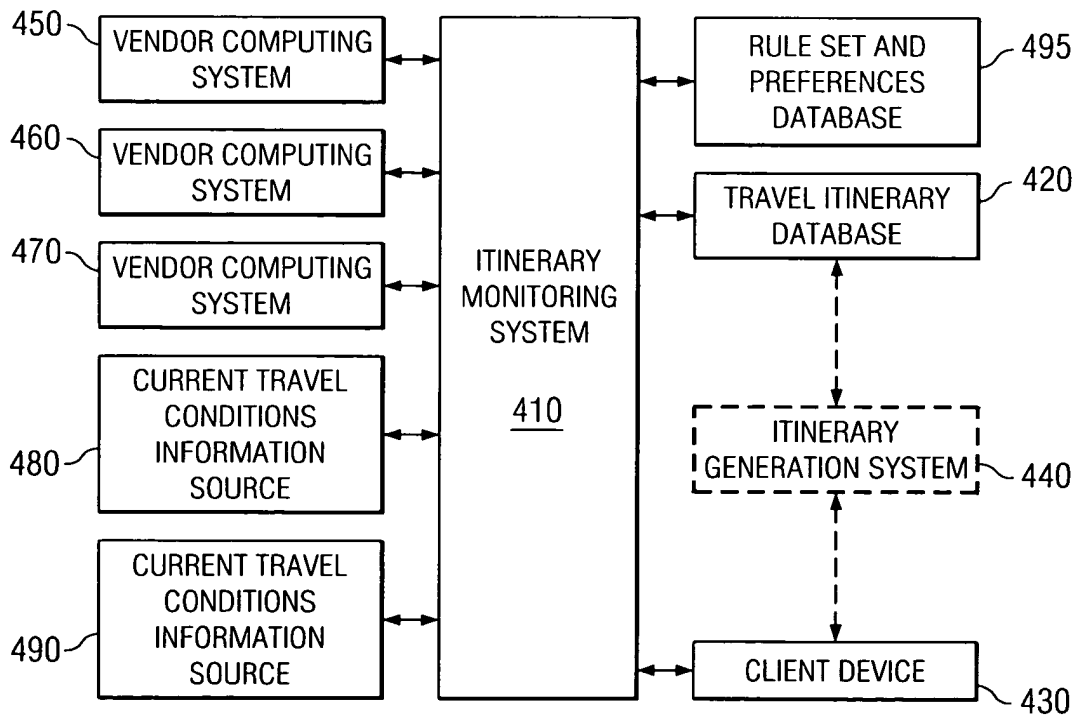 450
VENDOR COMPUTING
SYSTEM
460
VENDOR COMPUTING
SYSTEM
470
VENDOR COMPUTING
SYSTEM
480
CURRENT TRAVEL
CONDITIONS
INFORMATION
SOURCE
490
CURRENT TRAVEL
CONDITIONS
INFORMATION
SOURCE
ITINERARY
MONITORING
SYSTEM
410
RULE SET AND
PREFERENCES
DATABASE
495
TRAVEL ITINERARY
DATABASE
420
ITINERARY
GENERATION SYSTEM
440
CLIENT DEVICE
430